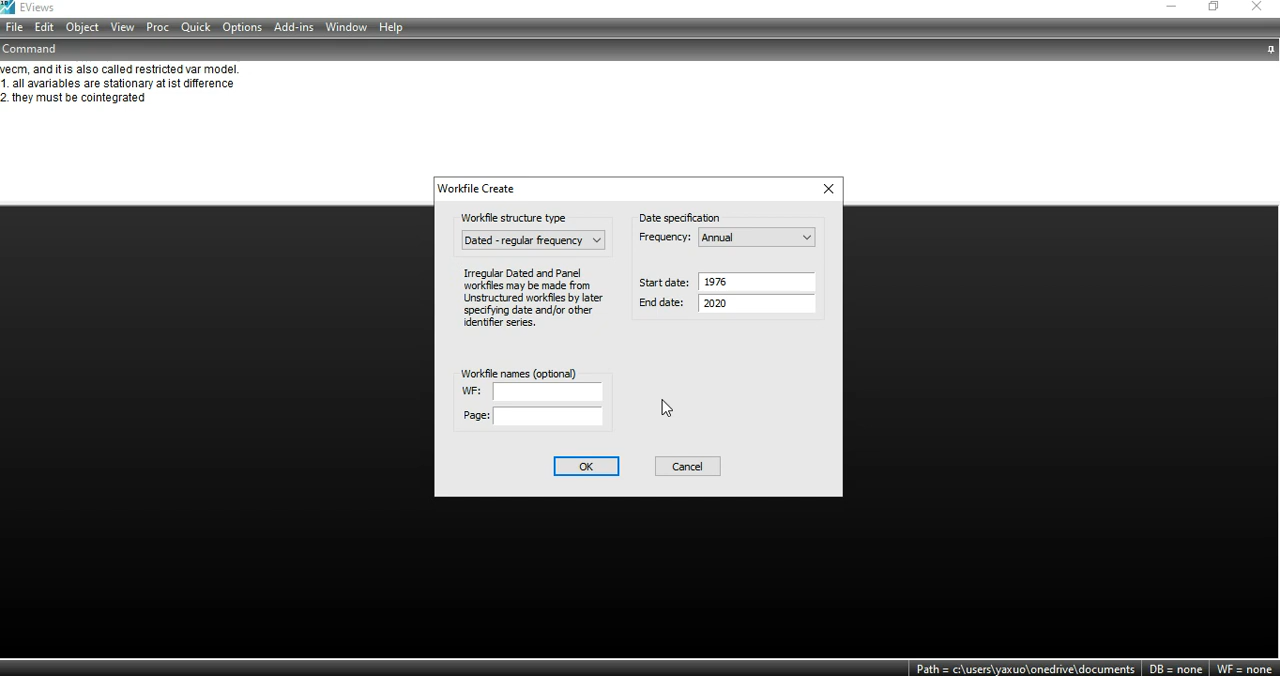 EViews
File Edit Object View Proc Quick Options Add-ins Window Help
Command
vecm, and it is also called restricted var model.
1. all avariables are stationary at ist difference
2. they must be cointegrated
Workfile Create
Workfile structure type
Dated - regular frequency
Irregular Dated and Panel
workfiles may be made from
Unstructured workfiles by later
specifying date and/or other
identifier series.
Date specification
Frequency: Annual
Start date: 1976
End date: 2020
Workfile names (optional)
WF:
Page:
OK Cancel
Path = c:\users\yaxuo\onedrive\documents DB = none WF = none